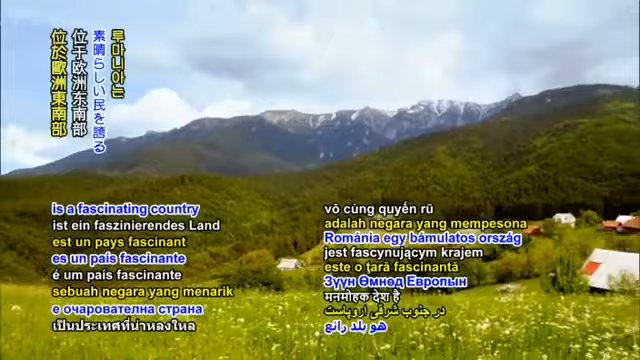 루마니아는
素晴らしい民を誇る
位于欧洲东南部
位於歐洲東南部
is a fascinating country
ist ein faszinierendes Land
est un pays fascinant
es un país fascinante
é um país fascinante
sebuah negara yang menarik
е очарователна страна
เป็นประเทศที่น่าหลงใหล
vô cùng quyến rũ
adalah negara yang mempesona
Románia egy bámulatos ország
jest fascynującym krajem
este o ţară fascinantă
Зүүн Өмнөд Европын
मनमोहक देश है
در جنوب شرقی اروپاست
هو بلد رائع